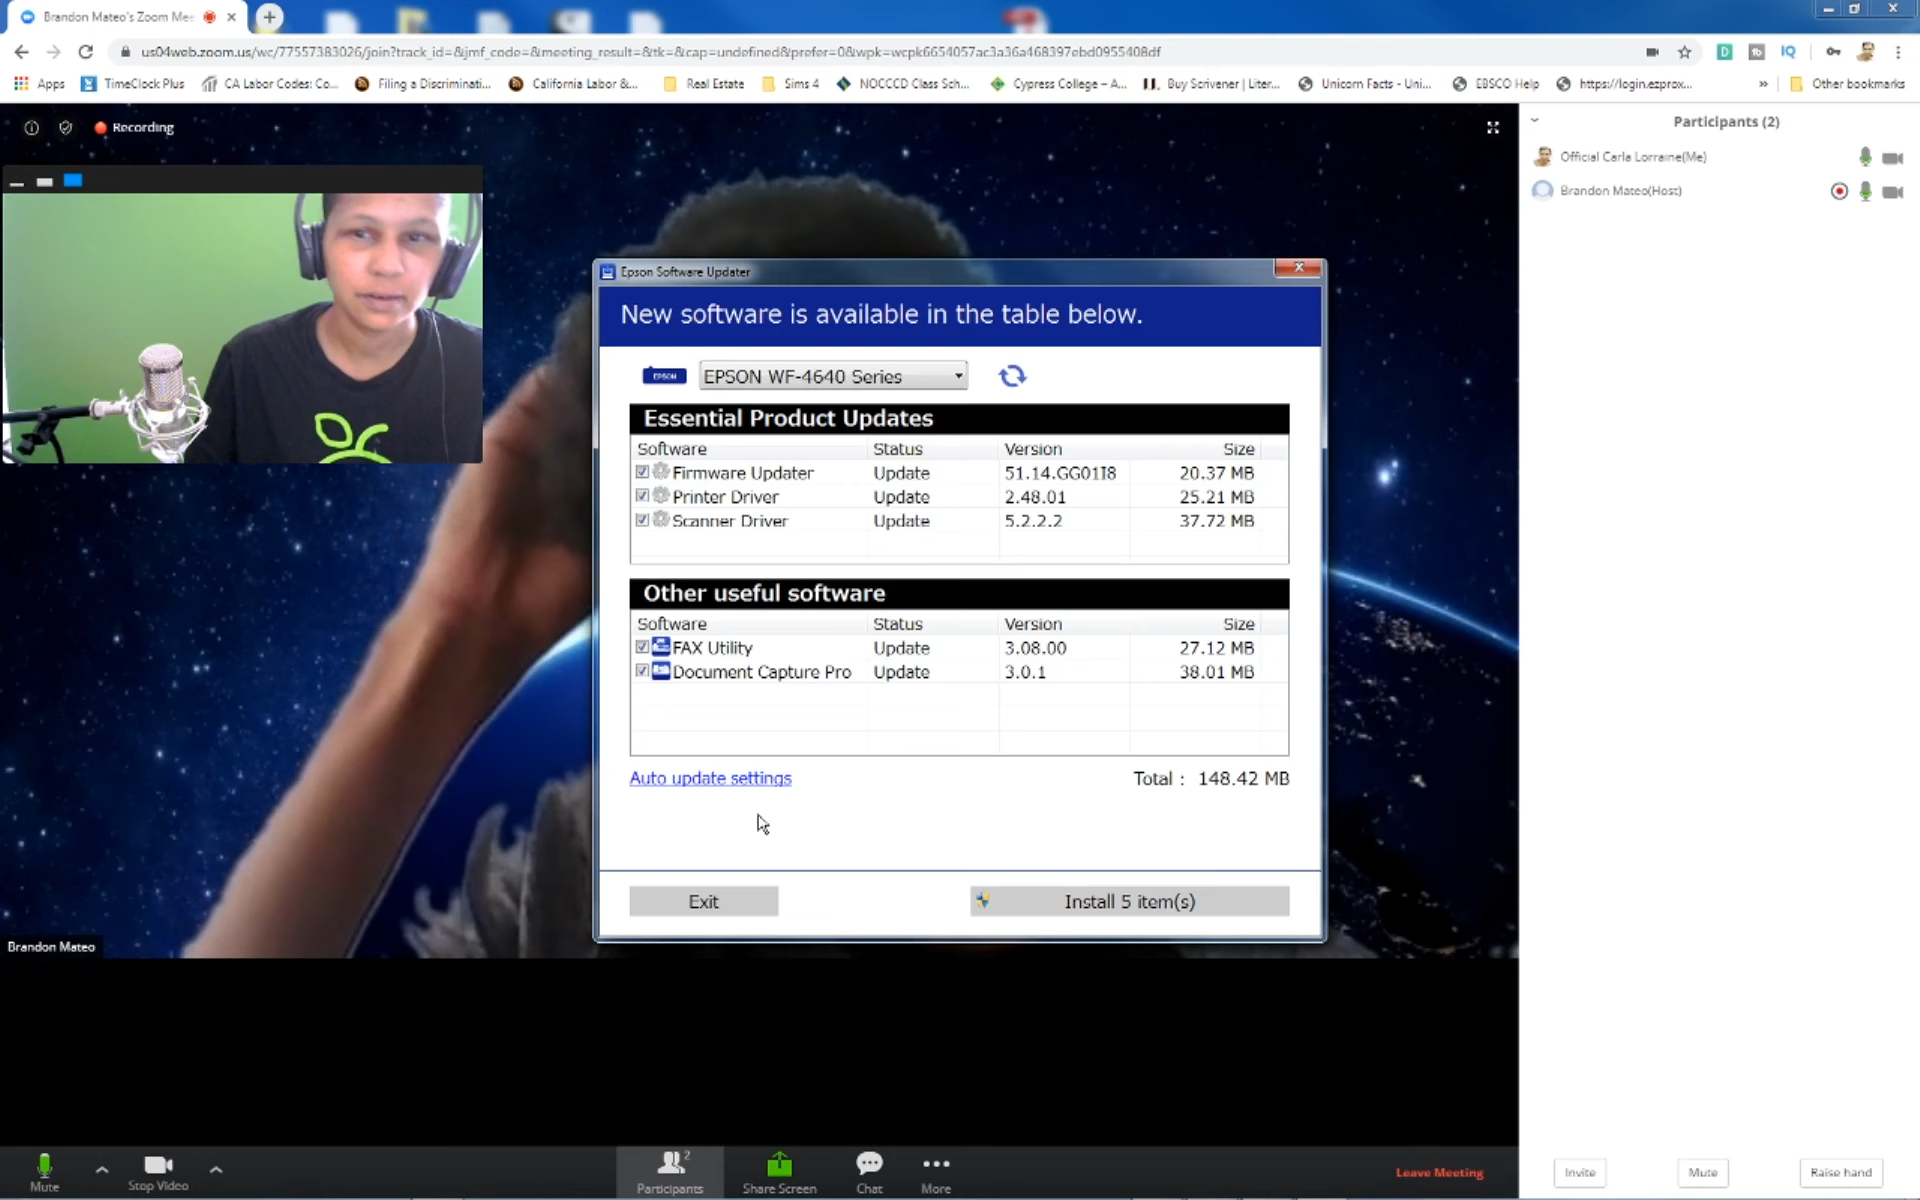 Brandon Mateo's Zoom Mee
us04web.zoom.us/wc/77557383026/join?track_id=&jmf_code=&meeting_result=&tk=&cap=undefined&prefer=0&wpk=wcpk6654057ac3a36a468397ebd0955408df
Apps TimeClock Plus CA Labor Codes: Co... Filing a Discriminati... California Labor &... Real Estate Sims 4 NOCCCD Class Sch... Cypress College – A... Buy Scrivener | Liter... Unicorn Facts - Uni... EBSCO Help https://login.ezprox... » Other bookmarks
Recording
Participants (2)
Official Carla Lorraine(Me)
Brandon Mateo(Host)
Epson Software Updater
New software is available in the table below.
EPSON EPSON WF-4640 Series
Essential Product Updates
Software Status Version Size
Firmware Updater Update 51.14.GG01I8 20.37 MB
Printer Driver Update 2.48.01 25.21 MB
Scanner Driver Update 5.2.2.2 37.72 MB
Other useful software
Software Status Version Size
FAX Utility Update 3.08.00 27.12 MB
Document Capture Pro Update 3.0.1 38.01 MB
Auto update settings Total : 148.42 MB
Exit Install 5 item(s)
Brandon Mateo
Mute Stop Video Participants 2 Share Screen Chat More Leave Meeting
Invite Mute Raise hand